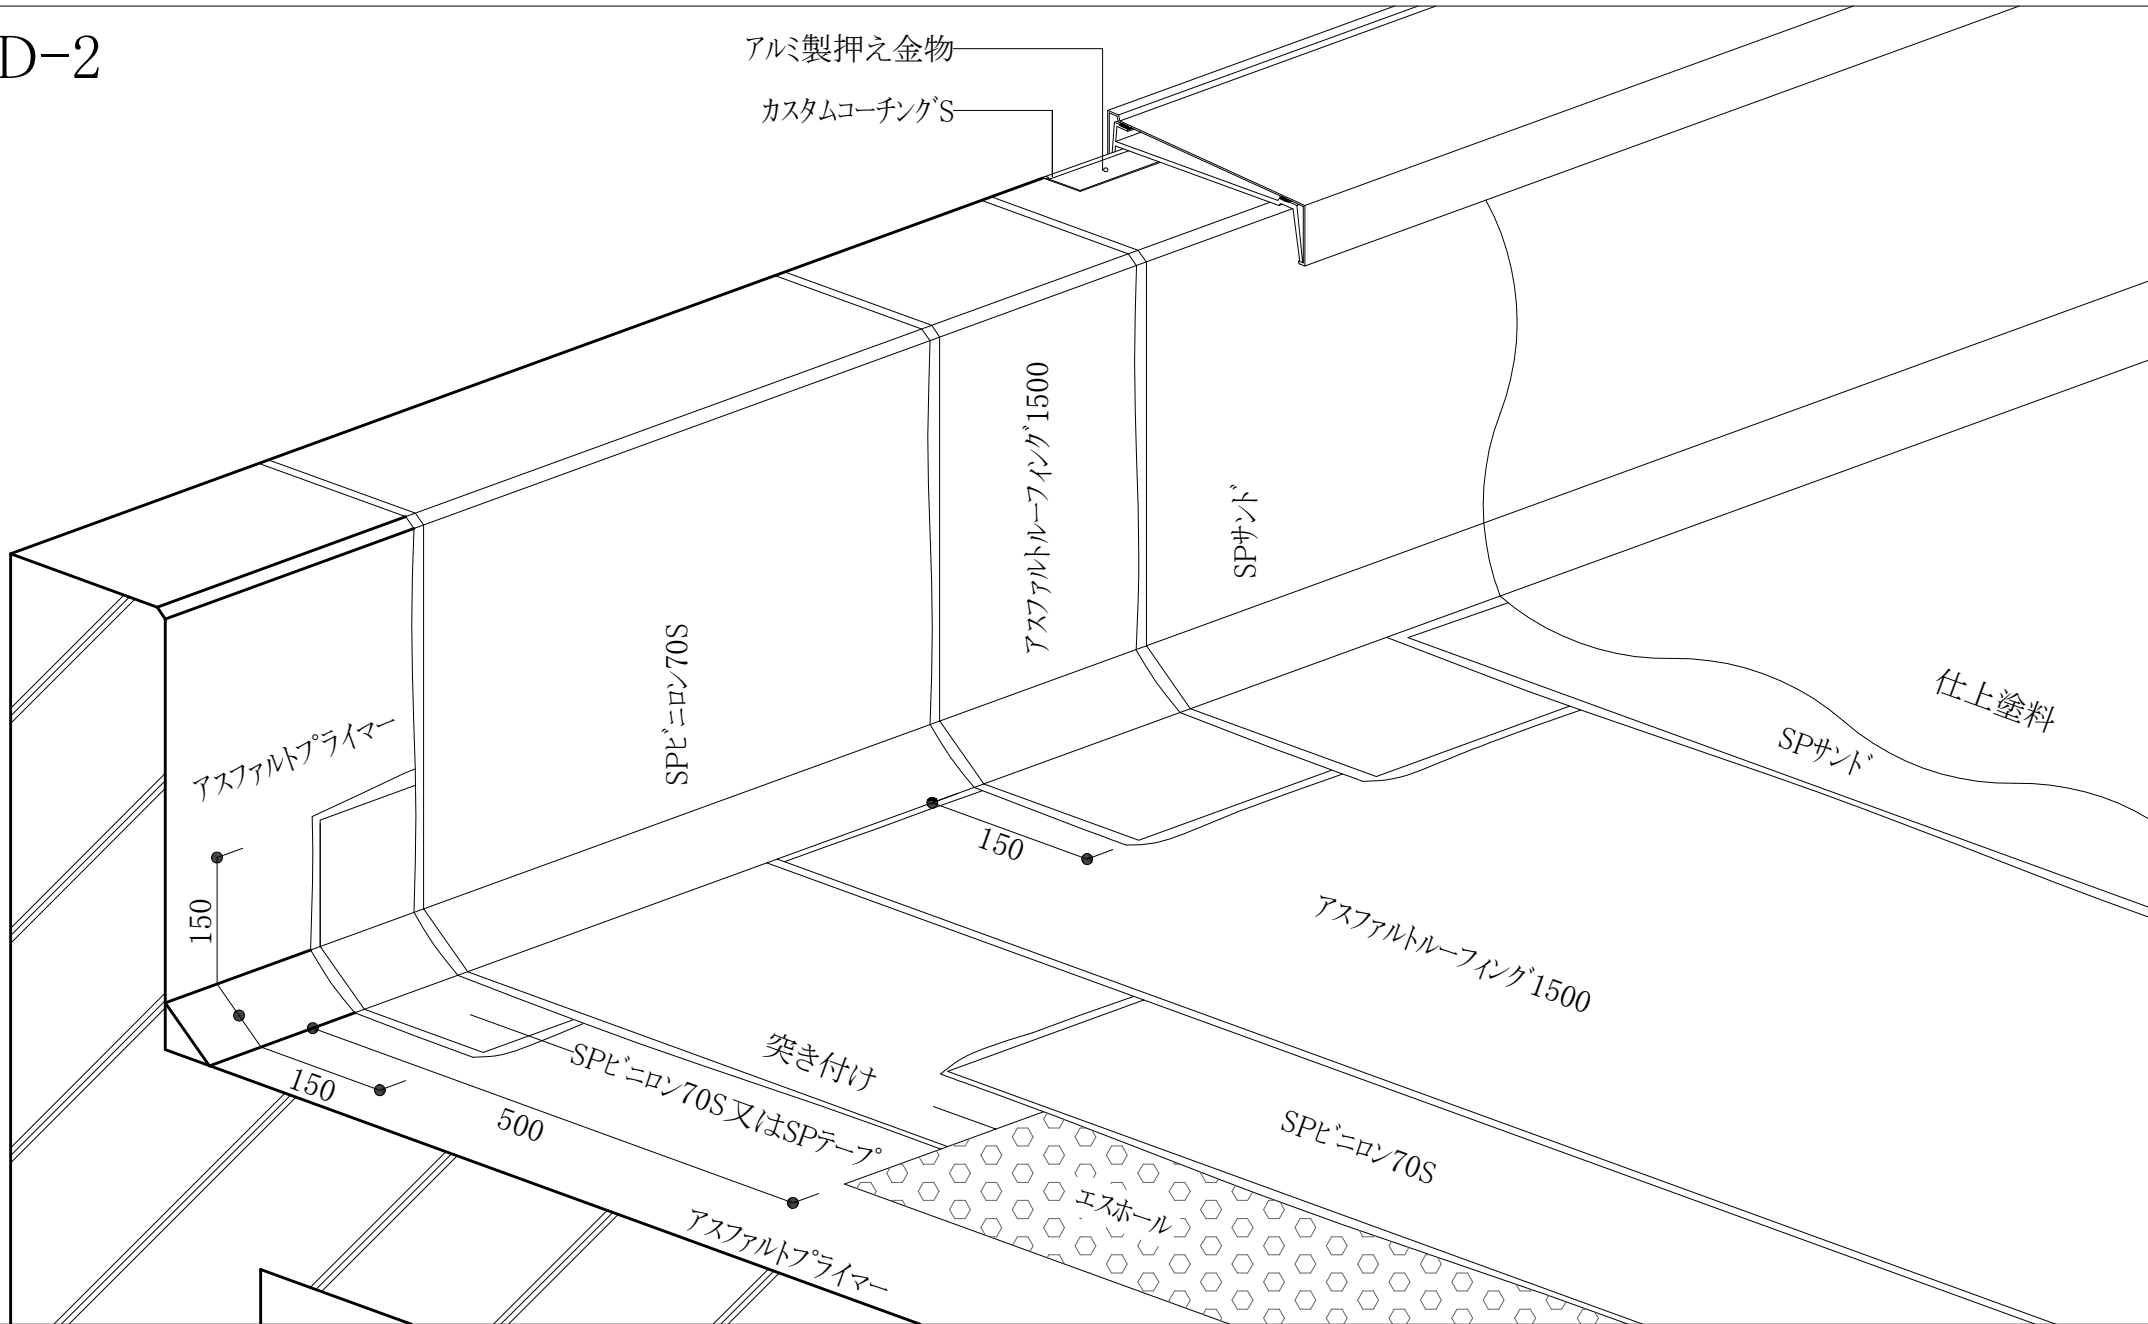 D-2
アルミ製押え金物
カスタムコーチングS
アスファルトルーフィング1500
SPサンド
SPビニロン70S
アスファルトプライマー
仕上塗料
SPサンド
150
150
アスファルトルーフィング1500
突き付け
SPビニロン70S又はSPテープ
150
500
SPビニロン70S
エスホール
アスファルトプライマー